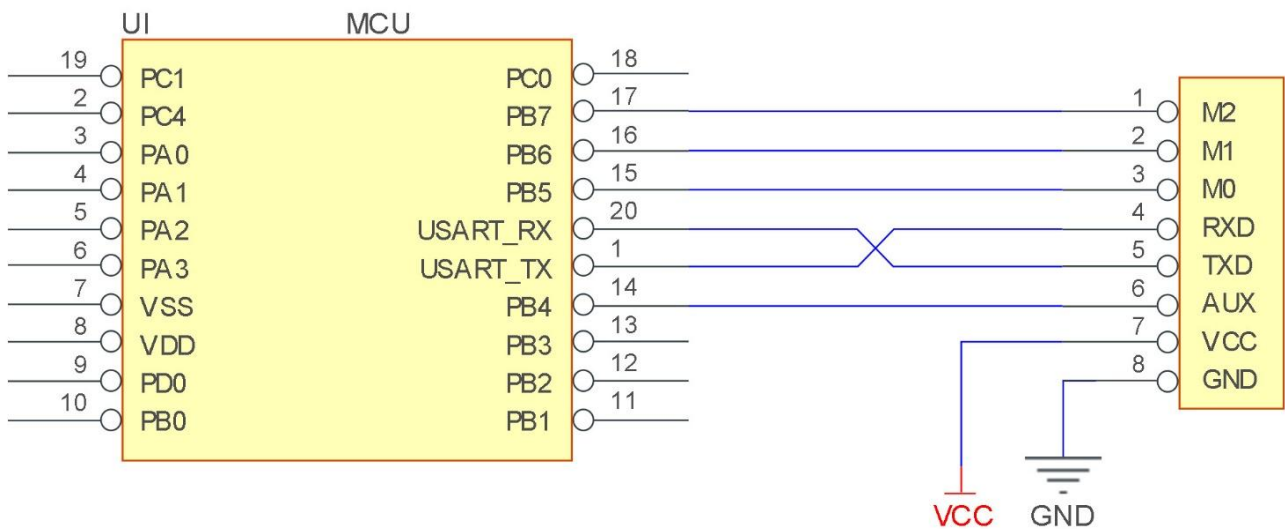 UI MCU
19 PC1 PC0 18
2 PC4 PB7 17 1 M2
3 PA0 PB6 16 2 M1
4 PA1 PB5 15 3 M0
5 PA2 USART_RX 20 4 RXD
6 PA3 USART_TX 1 5 TXD
7 VSS PB4 14 6 AUX
8 VDD PB3 13 7 VCC
9 PD0 PB2 12 8 GND
10 PB0 PB1 11
VCC GND